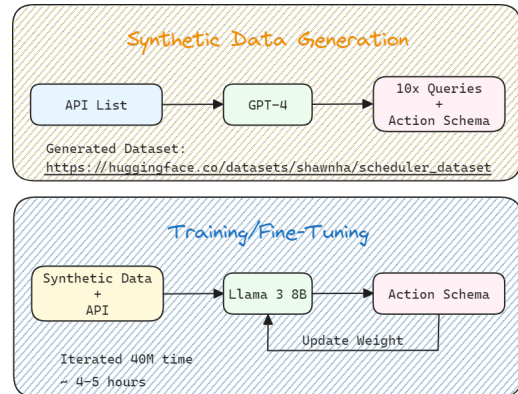 Synthetic Data Generation
API List
GPT-4
10x Queries
+
Action Schema
Generated Dataset:
https://huggingface.co/datasets/shawnha/scheduler_dataset
Training/Fine-Tuning
Synthetic Data
+
API
Llama 3 8B
Action Schema
Update Weight
Iterated 40M time
~ 4-5 hours